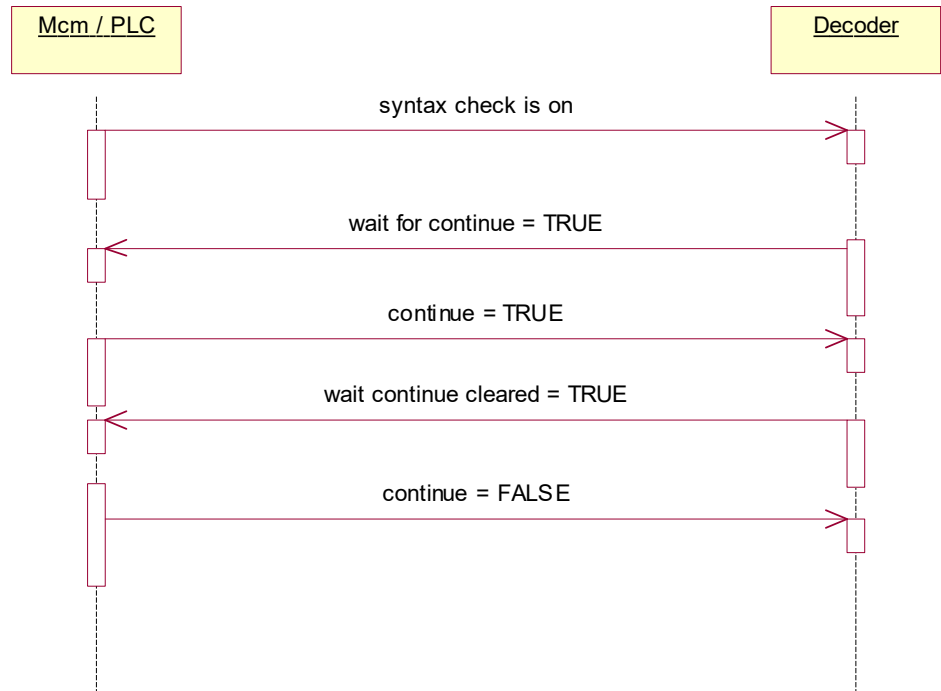 Mcm / PLC
Decoder
syntax check is on
wait for continue = TRUE
continue = TRUE
wait continue cleared = TRUE
continue = FALSE